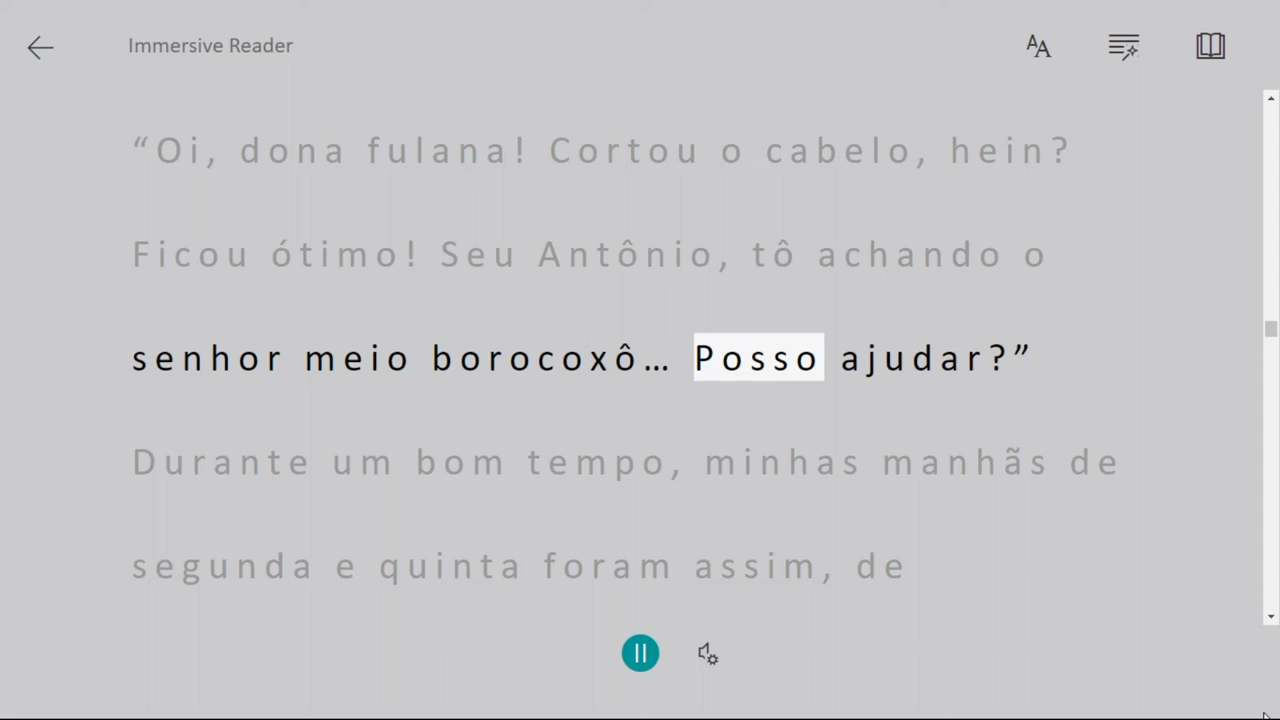 Immersive Reader
“Oi, dona fulana! Cortou o cabelo, hein?
Ficou ótimo! Seu Antônio, tô achando o
senhor meio borocoxô… Posso ajudar?”
Durante um bom tempo, minhas manhãs de
segunda e quinta foram assim, de